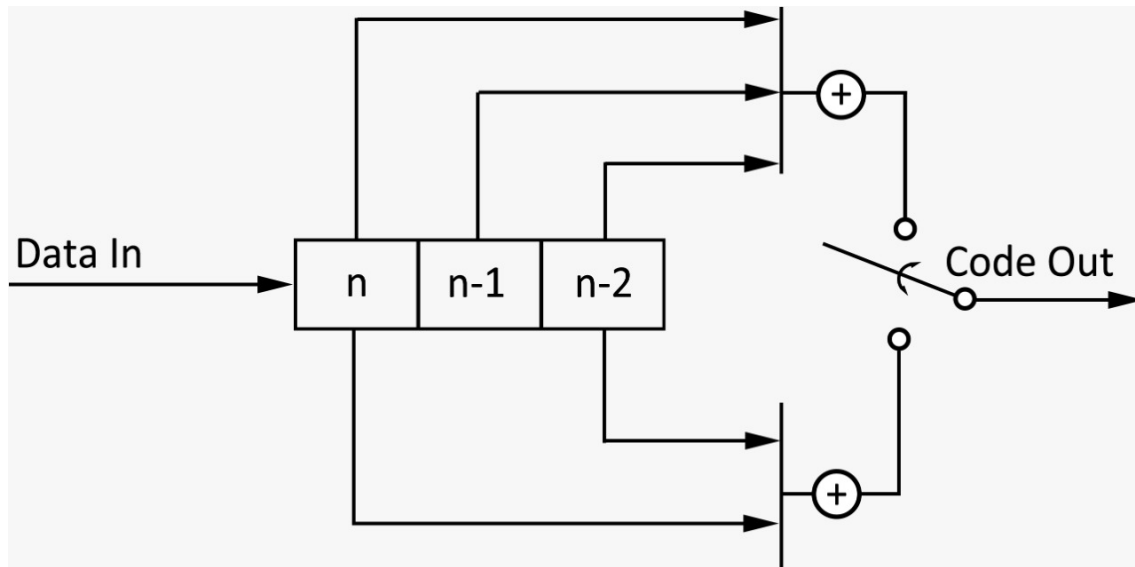 +
Data In
n n-1 n-2
Code Out
+